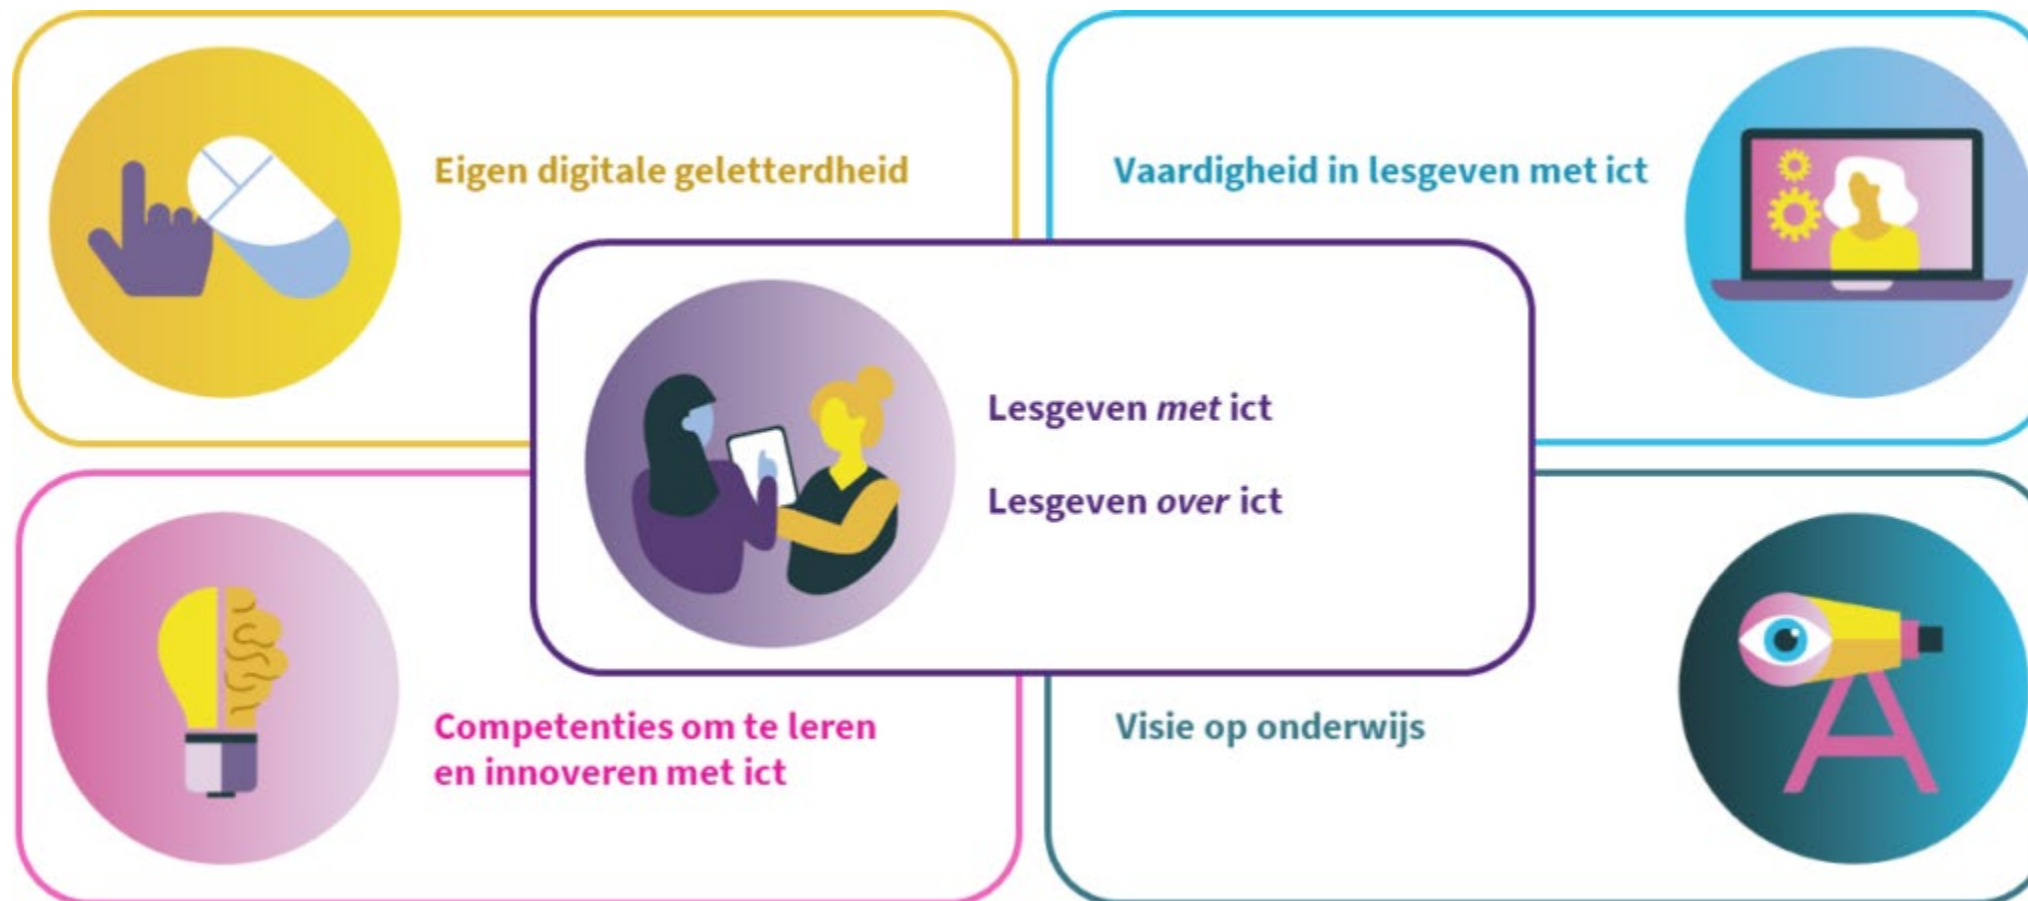 Eigen digitale geletterdheid
Vaardigheid in lesgeven met ict
Lesgeven met ict
Lesgeven over ict
Competenties om te leren
en innoveren met ict
Visie op onderwijs